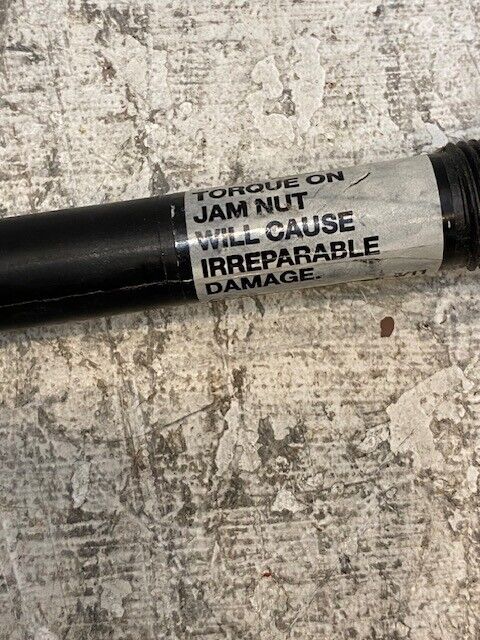 TORQUE ON
JAM NUT
WILL CAUSE
IRREPARABLE
DAMAGE.